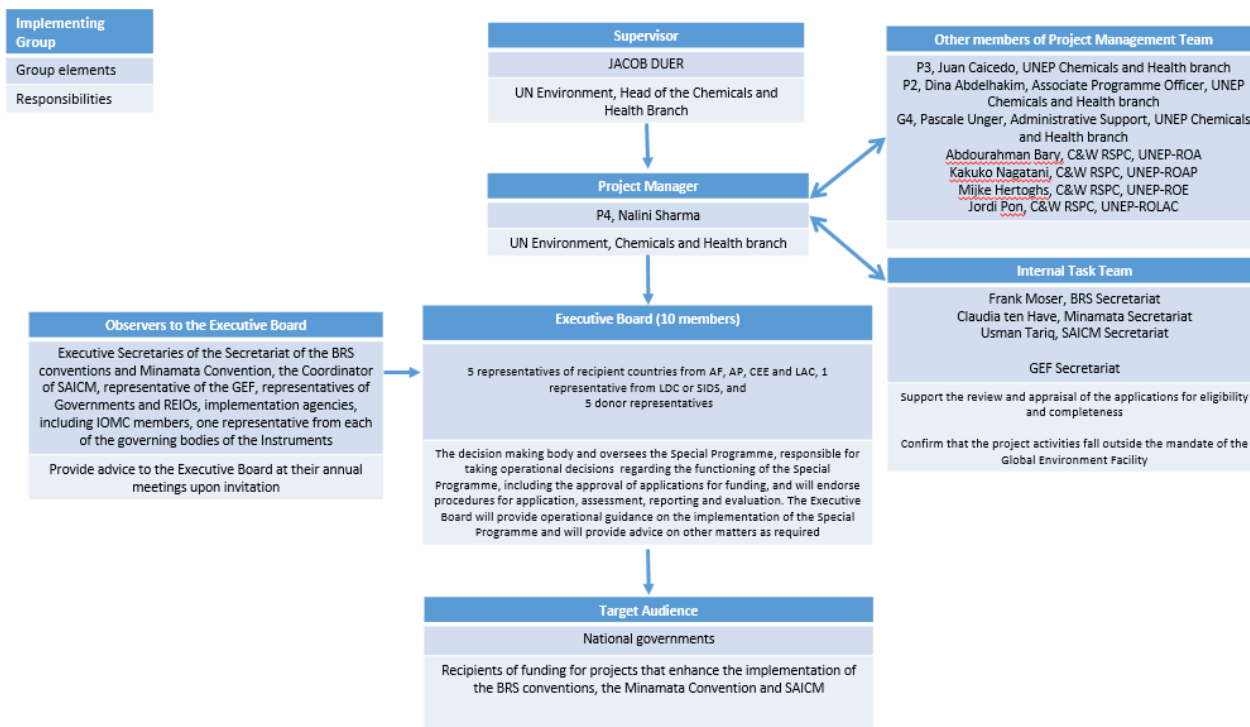 Implementing
Group
Group elements
Responsibilities
Supervisor
JACOB DUER
UN Environment, Head of the Chemicals and
Health Branch
Other members of Project Management Team
P3, Juan Caicedo, UNEP Chemicals and Health branch
P2, Dina Abdelhakim, Associate Programme Officer, UNEP
Chemicals and Health branch
G4, Pascale Unger, Administrative Support, UNEP Chemicals
and Health branch
Abdourahman Bary, C&W RSPC, UNEP-ROA
Kakuko Nagatani, C&W RSPC, UNEP-ROAP
Mijke Hertoghs, C&W RSPC, UNEP-ROE
Jordi Pon, C&W RSPC, UNEP-ROLAC
Project Manager
P4, Nalini Sharma
UN Environment, Chemicals and Health branch
Internal Task Team
Frank Moser, BRS Secretariat
Claudia ten Have, Minamata Secretariat
Usman Tariq, SAICM Secretariat
GEF Secretariat
Support the review and appraisal of the applications for eligibility
and completeness
Confirm that the project activities fall outside the mandate of the
Global Environment Facility
Observers to the Executive Board
Executive Secretaries of the Secretariat of the BRS
conventions and Minamata Convention, the Coordinator
of SAICM, representative of the GEF, representatives of
Governments and REIOs, implementation agencies,
including IOMC members, one representative from each
of the governing bodies of the Instruments
Provide advice to the Executive Board at their annual
meetings upon invitation
Executive Board (10 members)
5 representatives of recipient countries from AF, AP, CEE and LAC, 1
representative from LDC or SIDS, and
5 donor representatives
The decision making body and oversees the Special Programme, responsible for
taking operational decisions regarding the functioning of the Special
Programme, including the approval of applications for funding, and will endorse
procedures for application, assessment, reporting and evaluation. The Executive
Board will provide operational guidance on the implementation of the Special
Programme and will provide advice on other matters as required
Target Audience
National governments
Recipients of funding for projects that enhance the implementation of
the BRS conventions, the Minamata Convention and SAICM